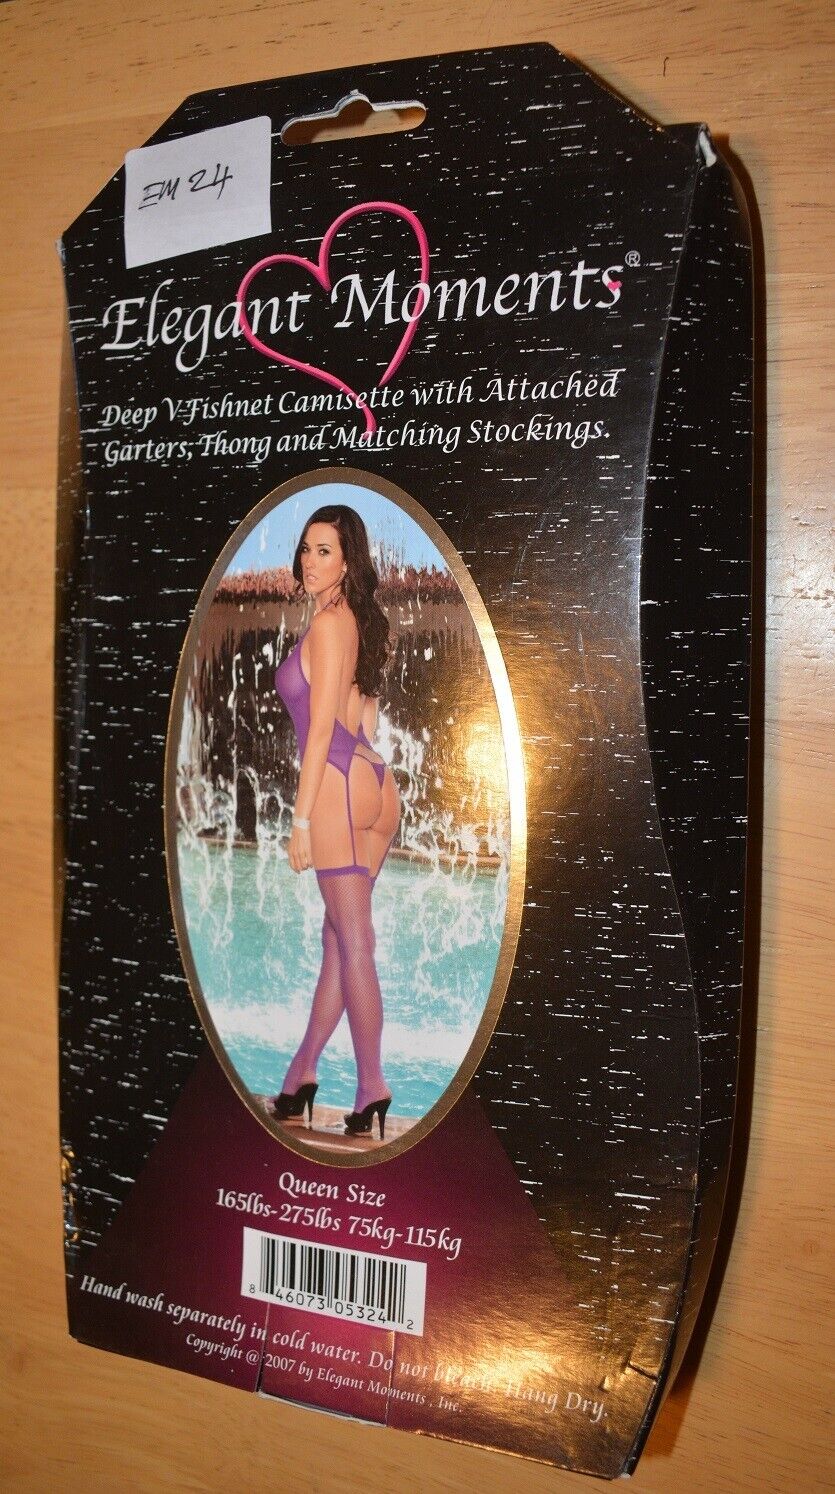 EM 24
Elegant Moments®
Deep V-Fishnet Camisette with Attached
Garters, Thong and Matching Stockings.
Queen Size
165lbs-275lbs 75kg-115kg
8 46073 05324 2
Hand wash separately in cold water. Do not bleach. Hang Dry.
Copyright @ 2007 by Elegant Moments, Inc.